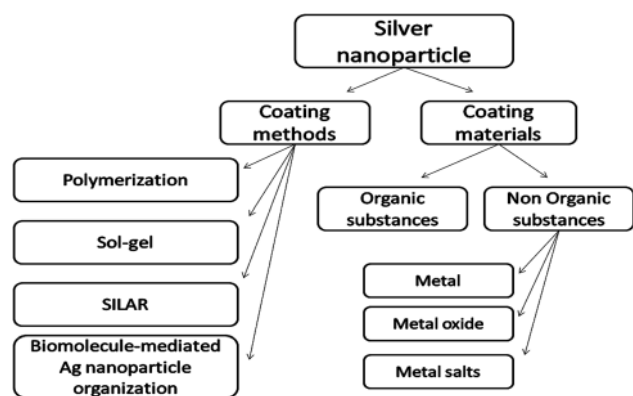 Silver
nanoparticle
Coating
methods
Coating
materials
Polymerization
Sol-gel
SILAR
Biomolecule-mediated
Ag nanoparticle
organization
Organic
substances
Non Organic
substances
Metal
Metal oxide
Metal salts